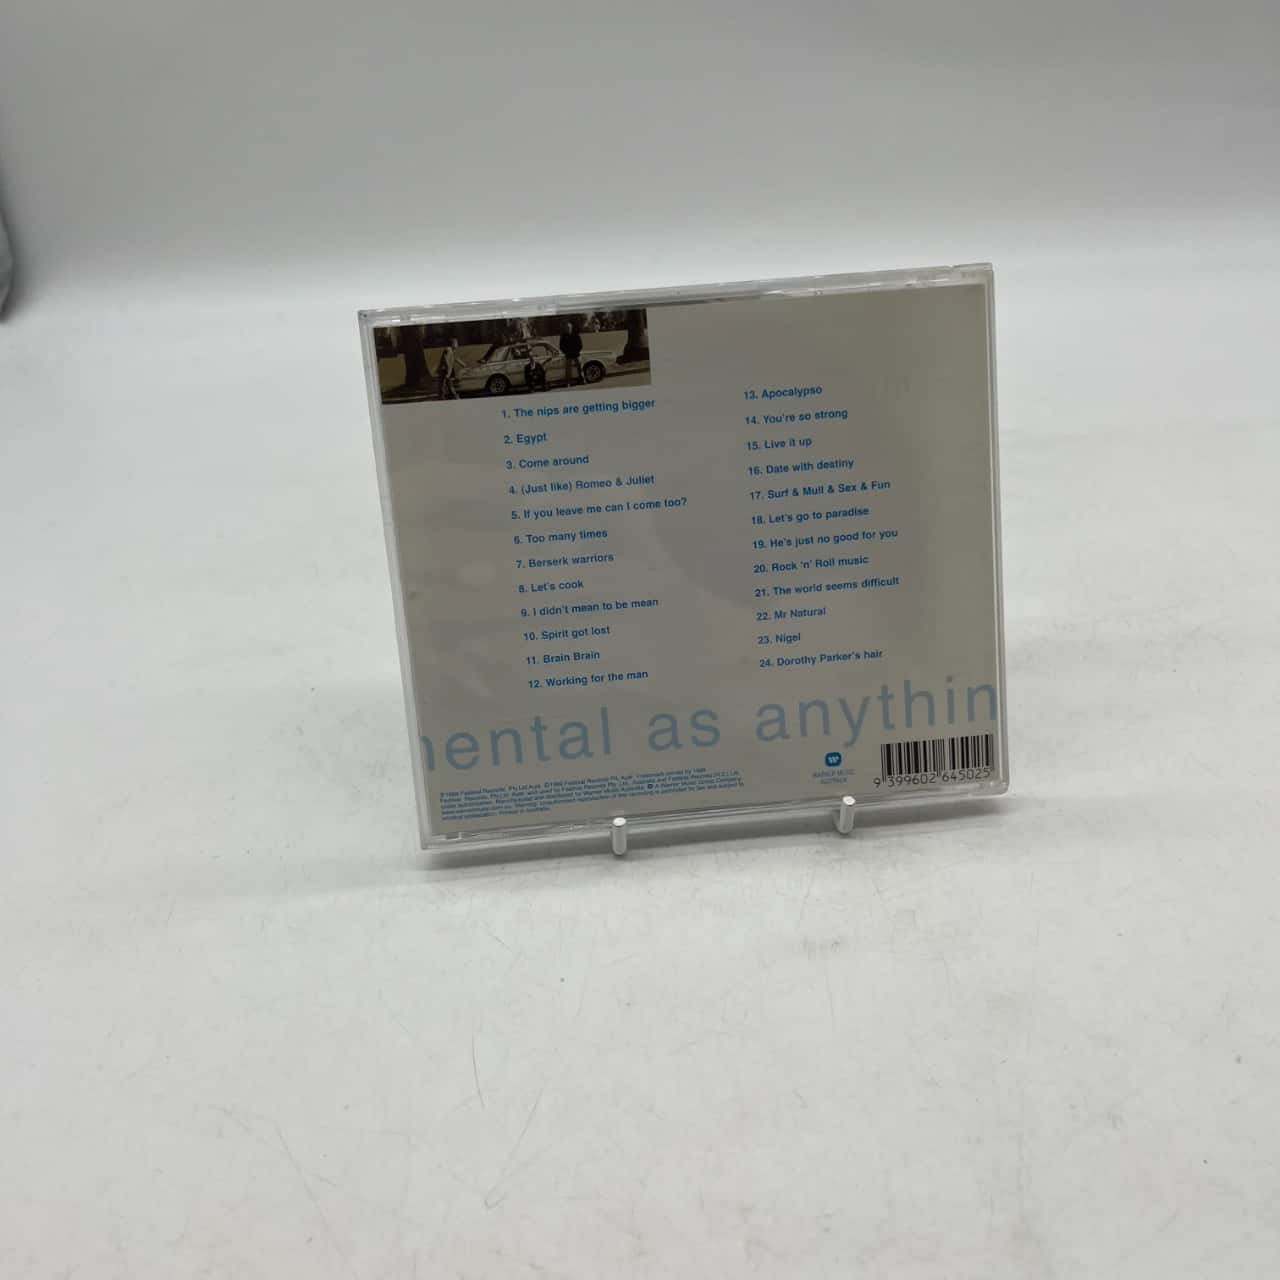 1. The nips are getting bigger
2. Egypt
3. Come around
4. (Just like) Romeo & Juliet
5. If you leave me can I come too?
6. Too many times
7. Berserk warriors
8. Let's cook
9. I didn't mean to be mean
10. Spirit got lost
11. Brain Brain
12. Working for the man
13. Apocalypso
14. You're so strong
15. Live it up
16. Date with destiny
17. Surf & Mull & Sex & Fun
18. Let's go to paradise
19. He's just no good for you
20. Rock 'n' Roll music
21. The world seems difficult
22. Mr Natural
23. Nigel
24. Dorothy Parker's hair
mental as anythin
WARNER MUSIC
AUSTRALIA
9 399602 645025